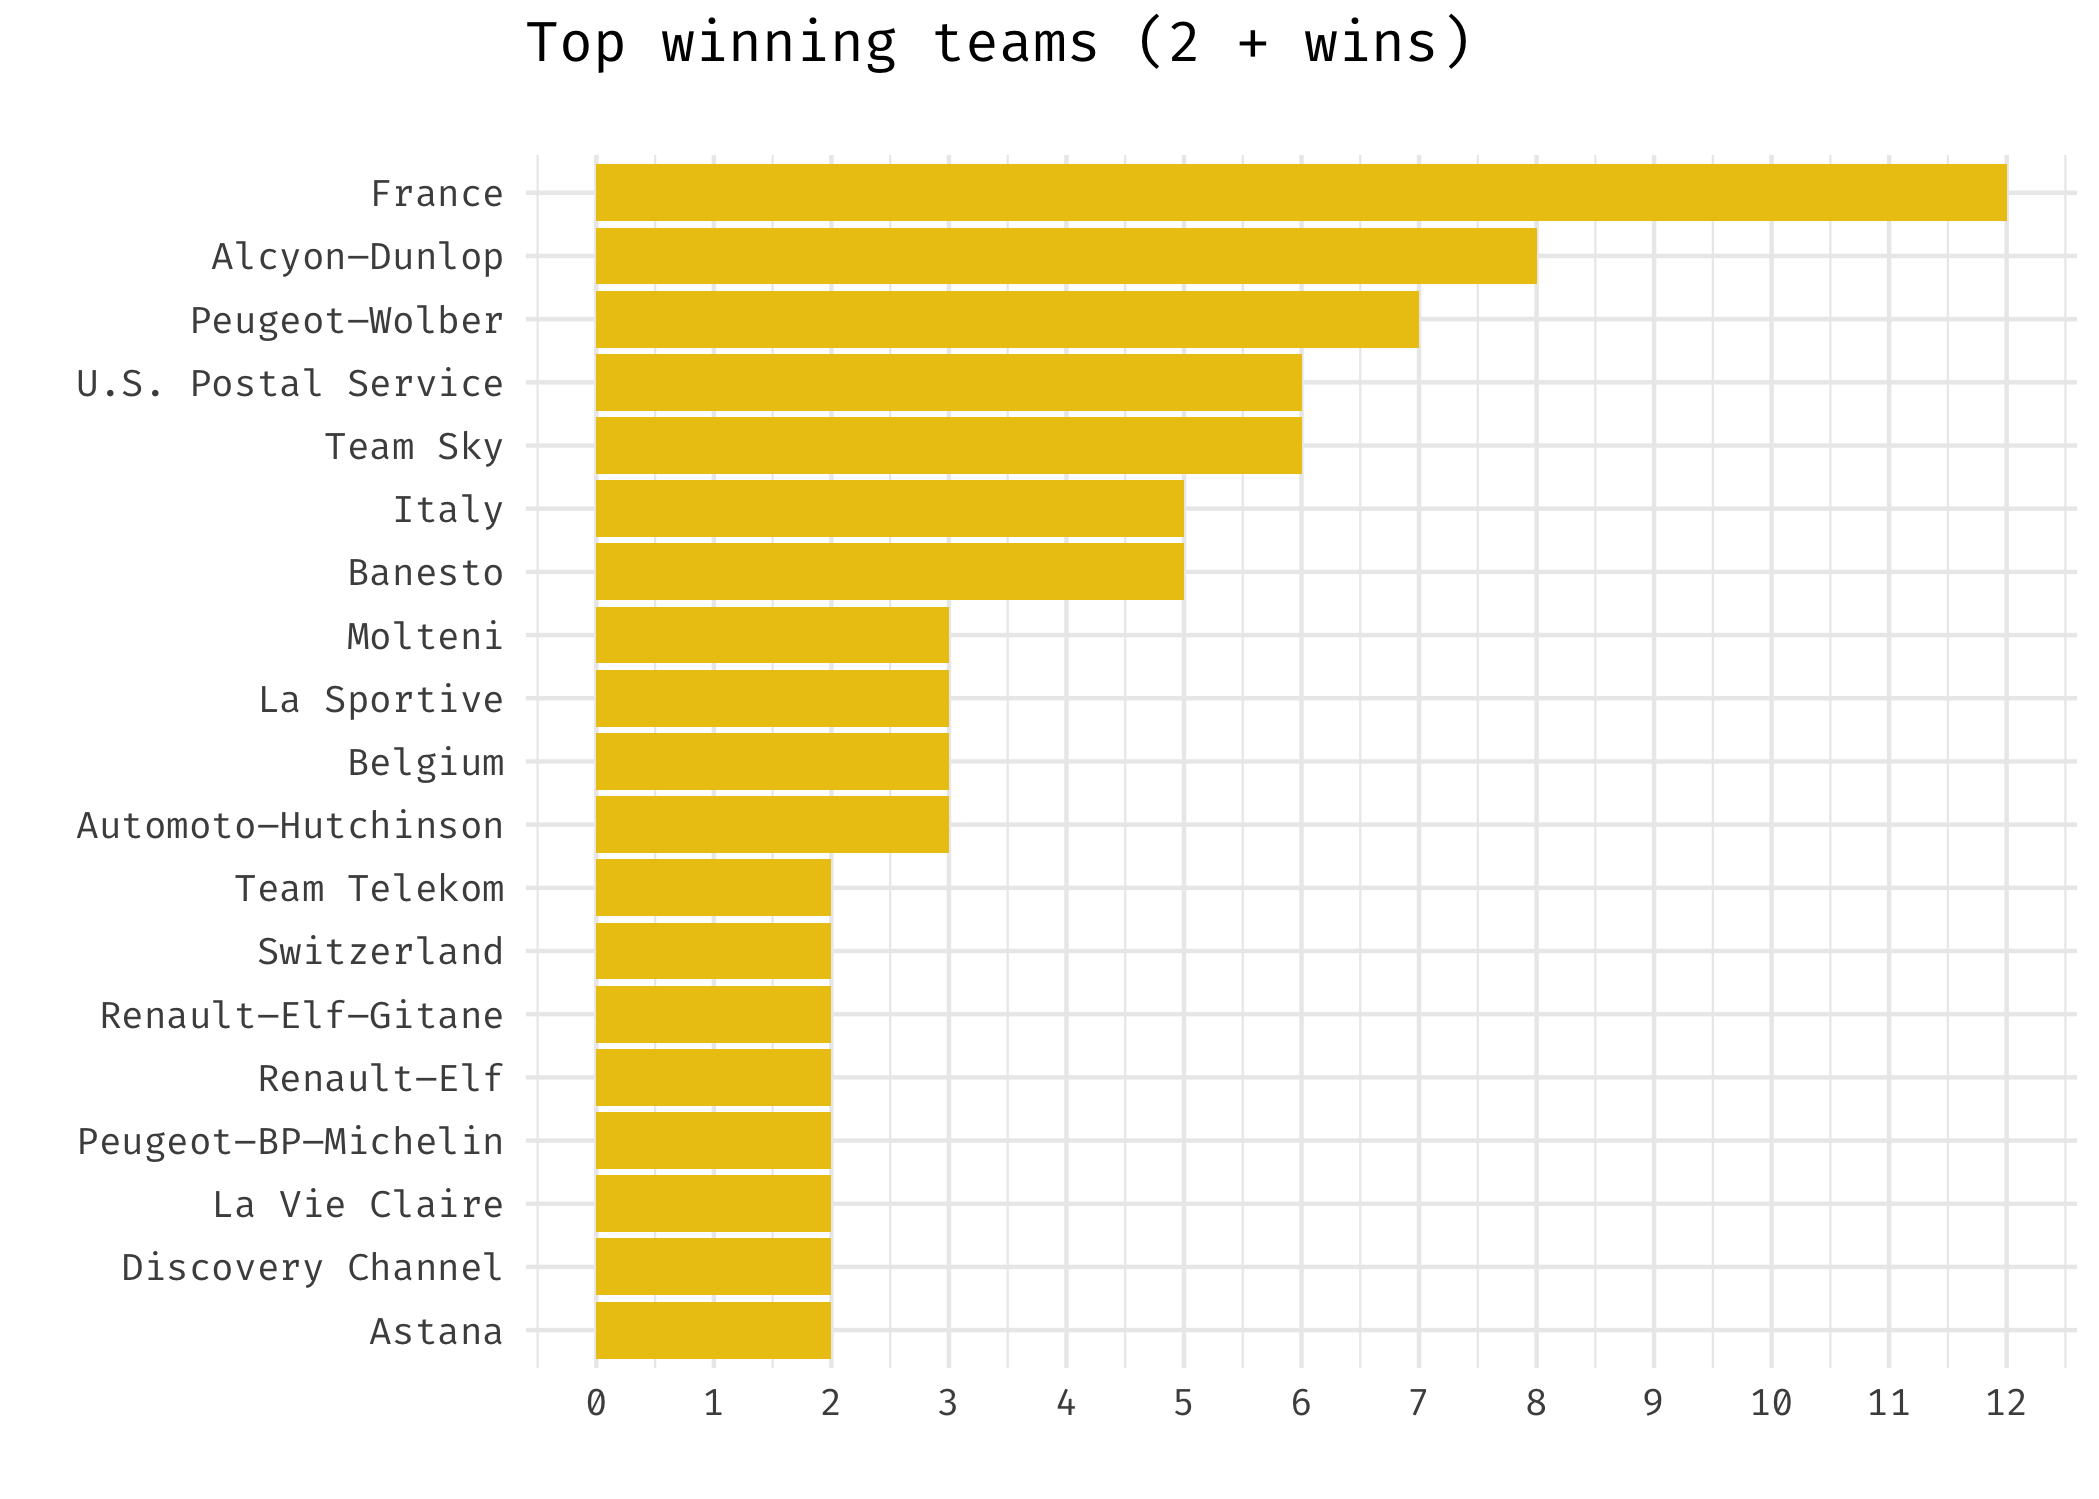 Top winning teams (2 + wins)
France
Alcyon–Dunlop
Peugeot–Wolber
U.S. Postal Service
Team Sky
Italy
Banesto
Molteni
La Sportive
Belgium
Automoto–Hutchinson
Team Telekom
Switzerland
Renault–Elf–Gitane
Renault–Elf
Peugeot–BP–Michelin
La Vie Claire
Discovery Channel
Astana
0 1 2 3 4 5 6 7 8 9 10 11 12